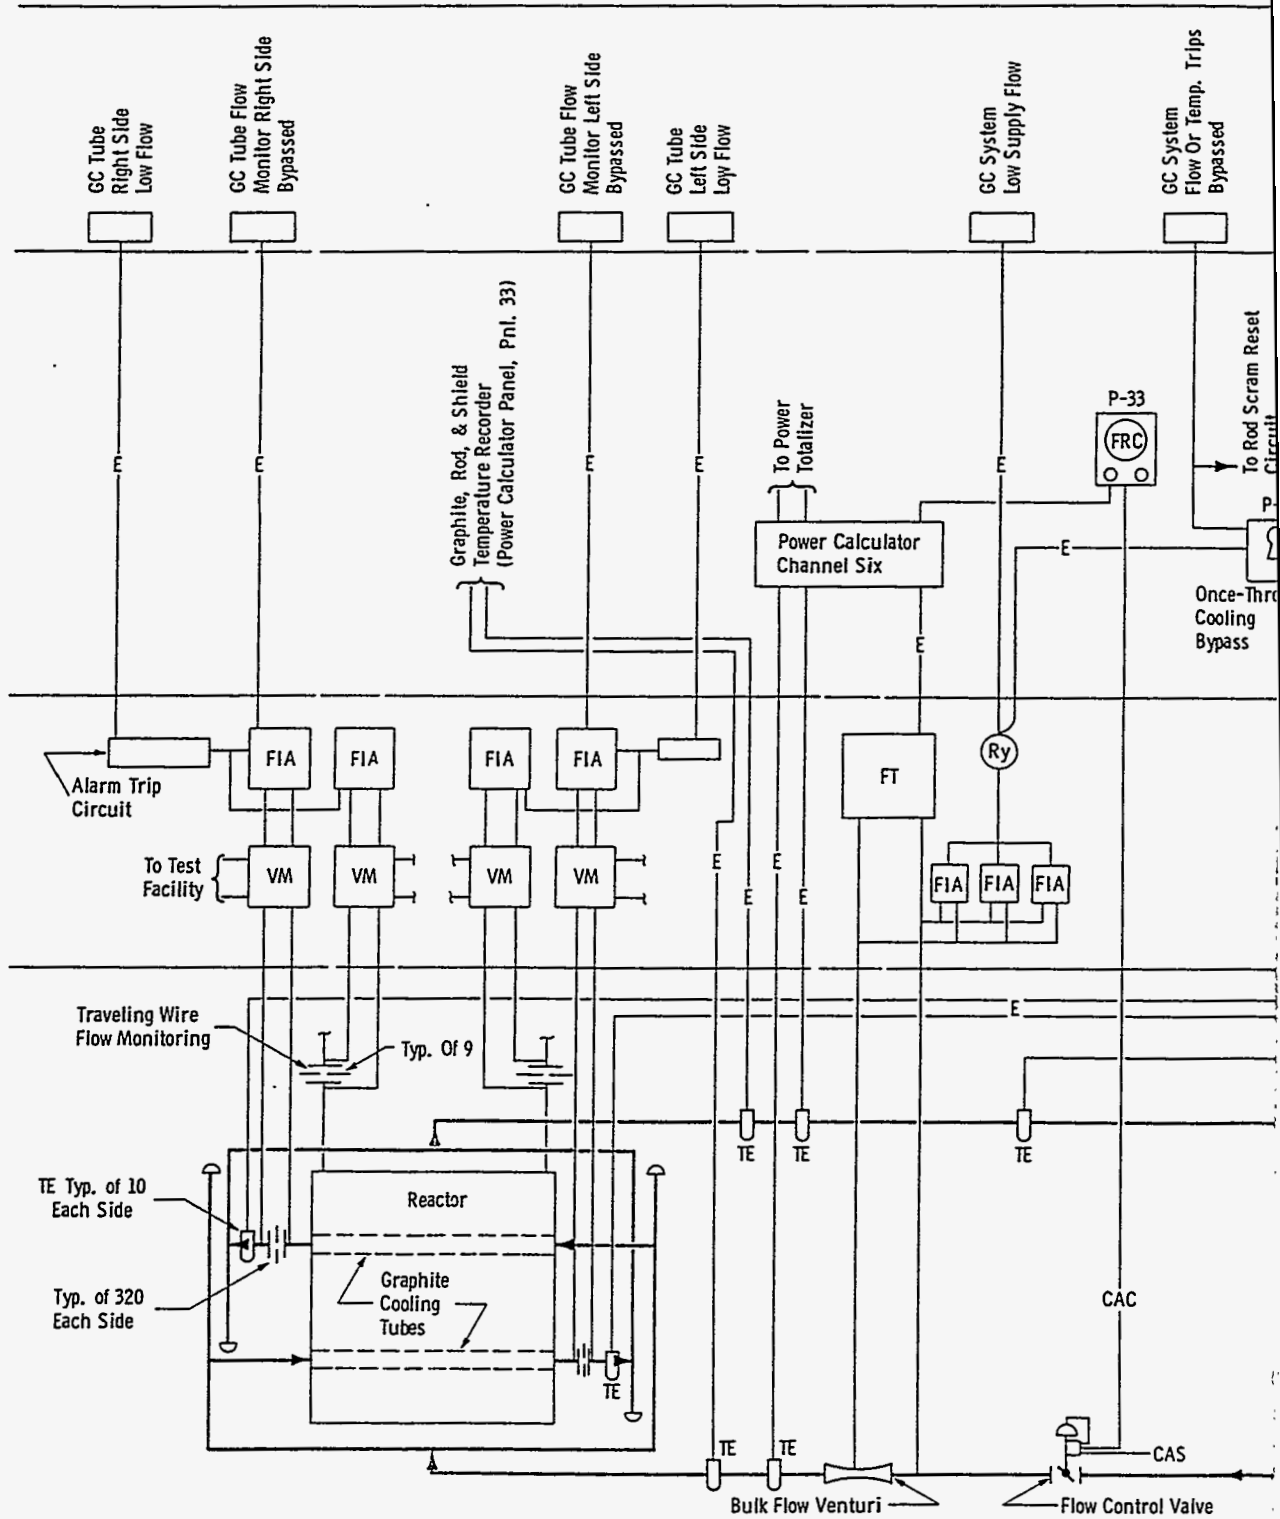 GC Tube
Right Side
Low Flow
GC Tube Flow
Monitor Right Side
Bypassed
GC Tube Flow
Monitor Left Side
Bypassed
GC Tube
Left Side
Low Flow
GC System
Low Supply Flow
GC System
Flow Or Temp. Trips
Bypassed
Graphite, Rod, & Shield
Temperature Recorder
(Power Calculator Panel, Pnl. 33)
To Power
Totalizer
P-33
FRC
To Rod Scram Reset
Circuit
E
E
E
E
E
P-
Power Calculator
Channel Six
E
Once-Thro
Cooling
Bypass
E
FIA
FIA
FIA
FIA
Alarm Trip
Circuit
FT
Ry
To Test
Facility
VM
VM
VM
VM
E
E
E
E
FIA
FIA
FIA
Traveling Wire
Flow Monitoring
Typ. Of 9
E
TE
TE
TE
TE Typ. of 10
Each Side
Reactor
Typ. of 320
Each Side
Graphite
Cooling
Tubes
CAC
TE
TE
TE
CAS
Bulk Flow Venturi
Flow Control Valve